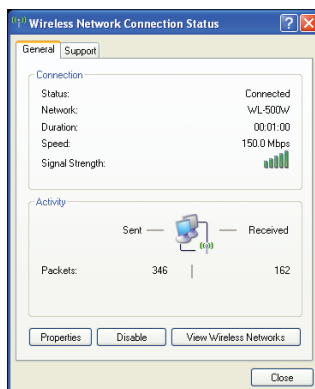 Wireless Network Connection Status
General Support
Connection
Status: Connected
Network: WL-500W
Duration: 00:01:00
Speed: 150.0 Mbps
Signal Strength:
Activity
Sent Received
Packets: 346 162
Properties Disable View Wireless Networks
Close